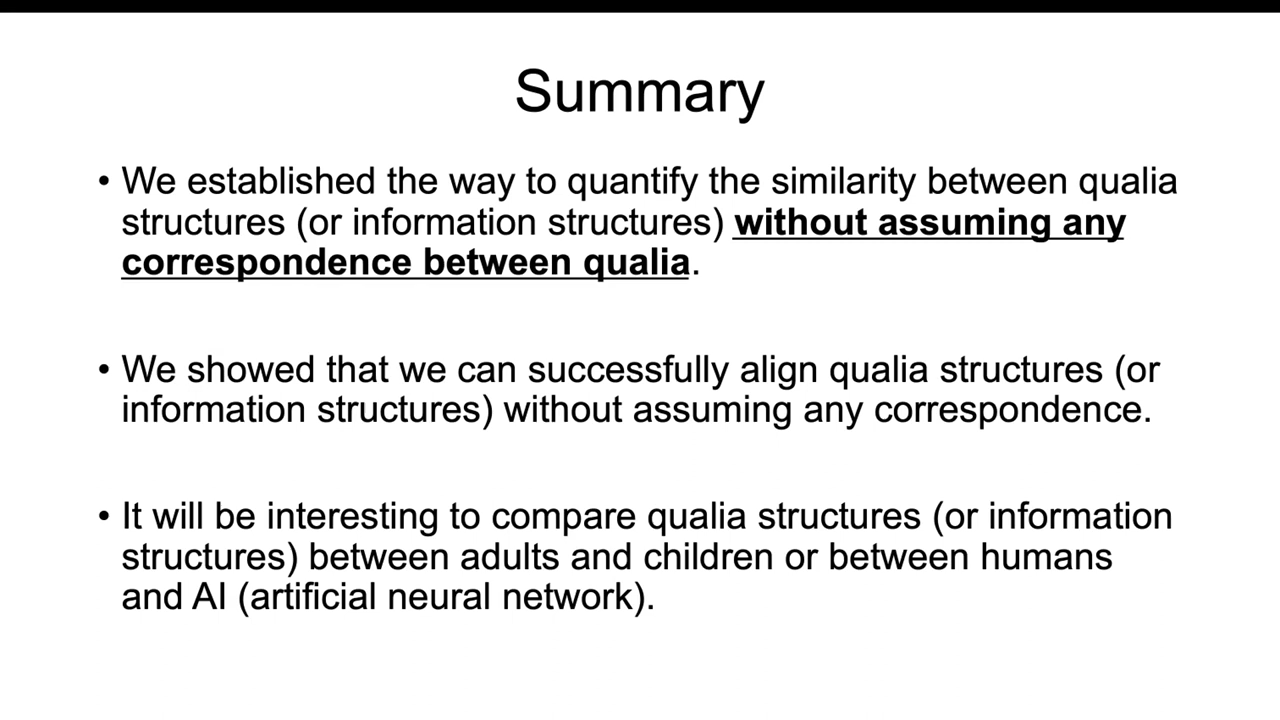 Summary
• We established the way to quantify the similarity between qualia
structures (or information structures) without assuming any
correspondence between qualia.
• We showed that we can successfully align qualia structures (or
information structures) without assuming any correspondence.
• It will be interesting to compare qualia structures (or information
structures) between adults and children or between humans
and AI (artificial neural network).